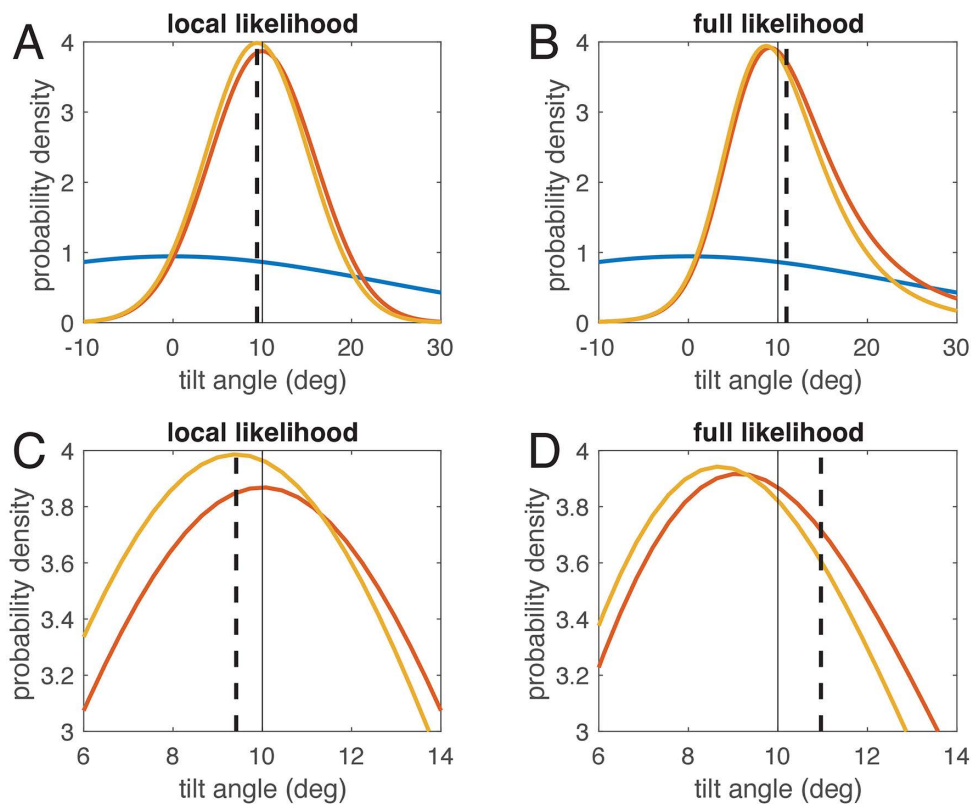 A
local likelihood
probability density
4
3
2
1
0
-10 0 10 20 30
tilt angle (deg)
B
full likelihood
probability density
4
3
2
1
0
-10 0 10 20 30
tilt angle (deg)
C
local likelihood
probability density
4
3.8
3.6
3.4
3.2
3
6 8 10 12 14
tilt angle (deg)
D
full likelihood
probability density
4
3.8
3.6
3.4
3.2
3
6 8 10 12 14
tilt angle (deg)